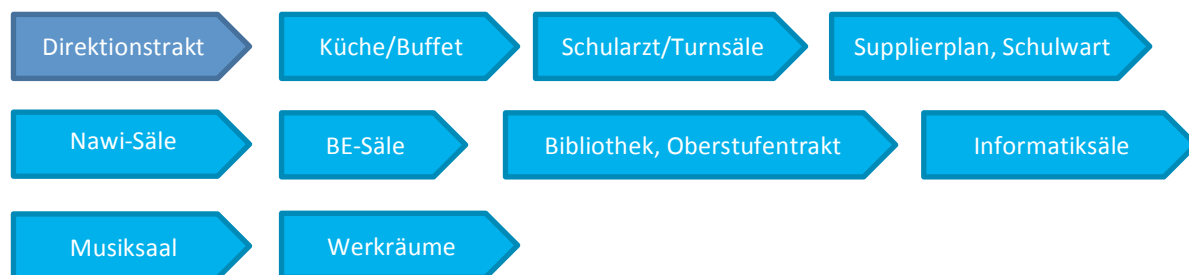 Direktionstrakt
Küche/Buffet
Schularzt/Turnsäle
Supplierplan, Schulwart
Nawi-Säle
BE-Säle
Bibliothek, Oberstufentrakt
Informatiksäle
Musiksaal
Werkräume